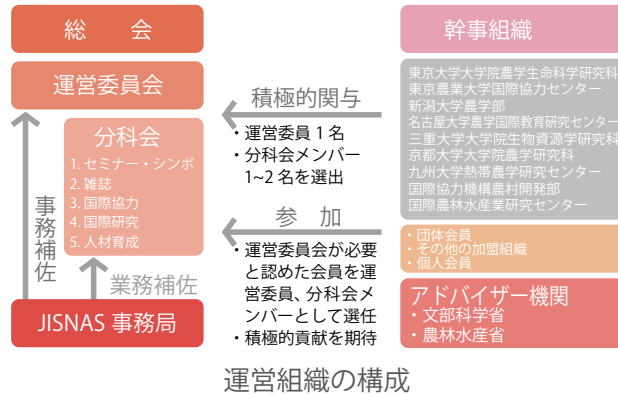 総　会
運営委員会
分科会
1. セミナー・シンポ
2. 雑誌
3. 国際協力
4. 国際研究
5. 人材育成
事務補佐
業務補佐
JISNAS 事務局
積極的関与
・運営委員 1 名
・分科会メンバー
1~2 名を選出
参　加
・運営委員会が必要
と認めた会員を運
営委員、分科会メ
ンバーとして選任
・積極的貢献を期待
幹事組織
東京大学大学院農学生命科学研究科
東京農業大学国際協力センター
新潟大学農学部
名古屋大学農学国際教育研究センター
三重大学大学院生物資源学研究科
京都大学大学院農学研究科
九州大学熱帯農学研究センター
国際協力機構農村開発部
国際農林水産業研究センター
・団体会員
・その他の加盟組織
・個人会員
アドバイザー機関
・文部科学省
・農林水産省
運営組織の構成